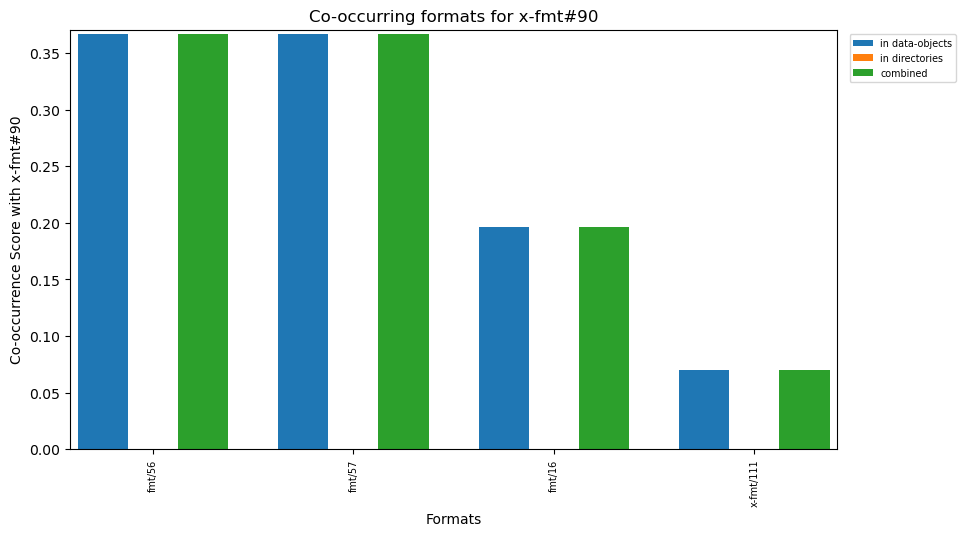 Co-occurring formats for x-fmt#90
in data-objects
in directories
combined
Co-occurrence Score with x-fmt#90
0.35
0.30
0.25
0.20
0.15
0.10
0.05
0.00
fmt/56
fmt/57
fmt/16
x-fmt/111
Formats